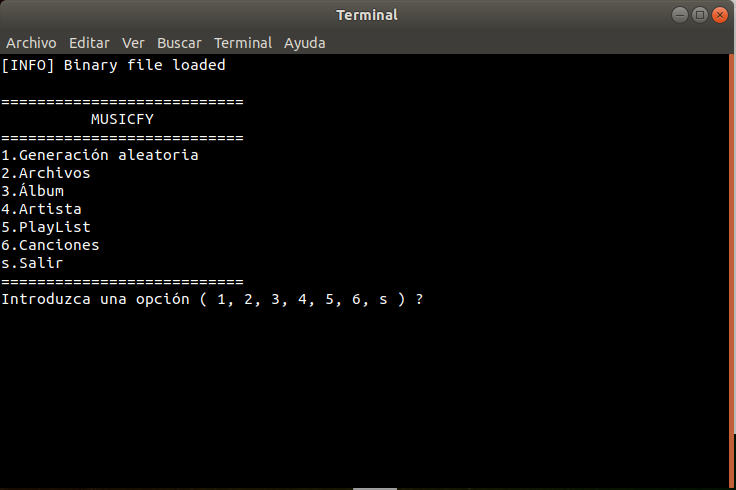 Terminal
Archivo Editar Ver Buscar Terminal Ayuda
[INFO] Binary file loaded
===========================
MUSICFY
===========================
1.Generación aleatoria
2.Archivos
3.Álbum
4.Artista
5.PlayList
6.Canciones
s.Salir
===========================
Introduzca una opción ( 1, 2, 3, 4, 5, 6, s ) ?